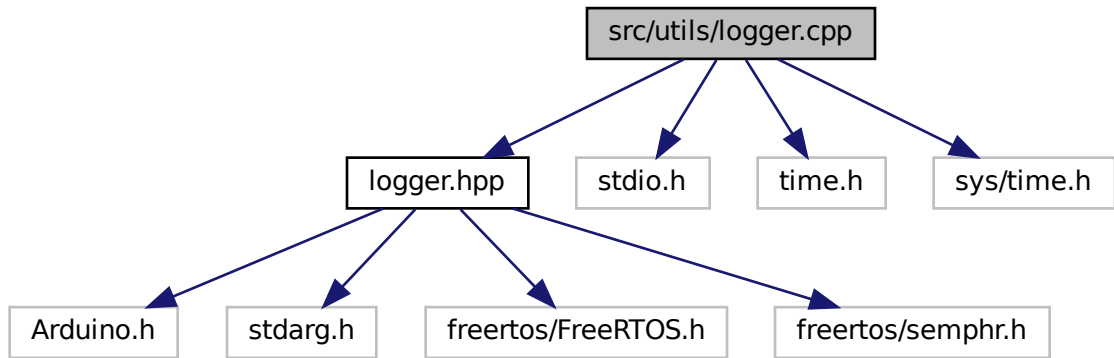 src/utils/logger.cpp
logger.hpp
stdio.h
time.h
sys/time.h
Arduino.h
stdarg.h
freertos/FreeRTOS.h
freertos/semphr.h